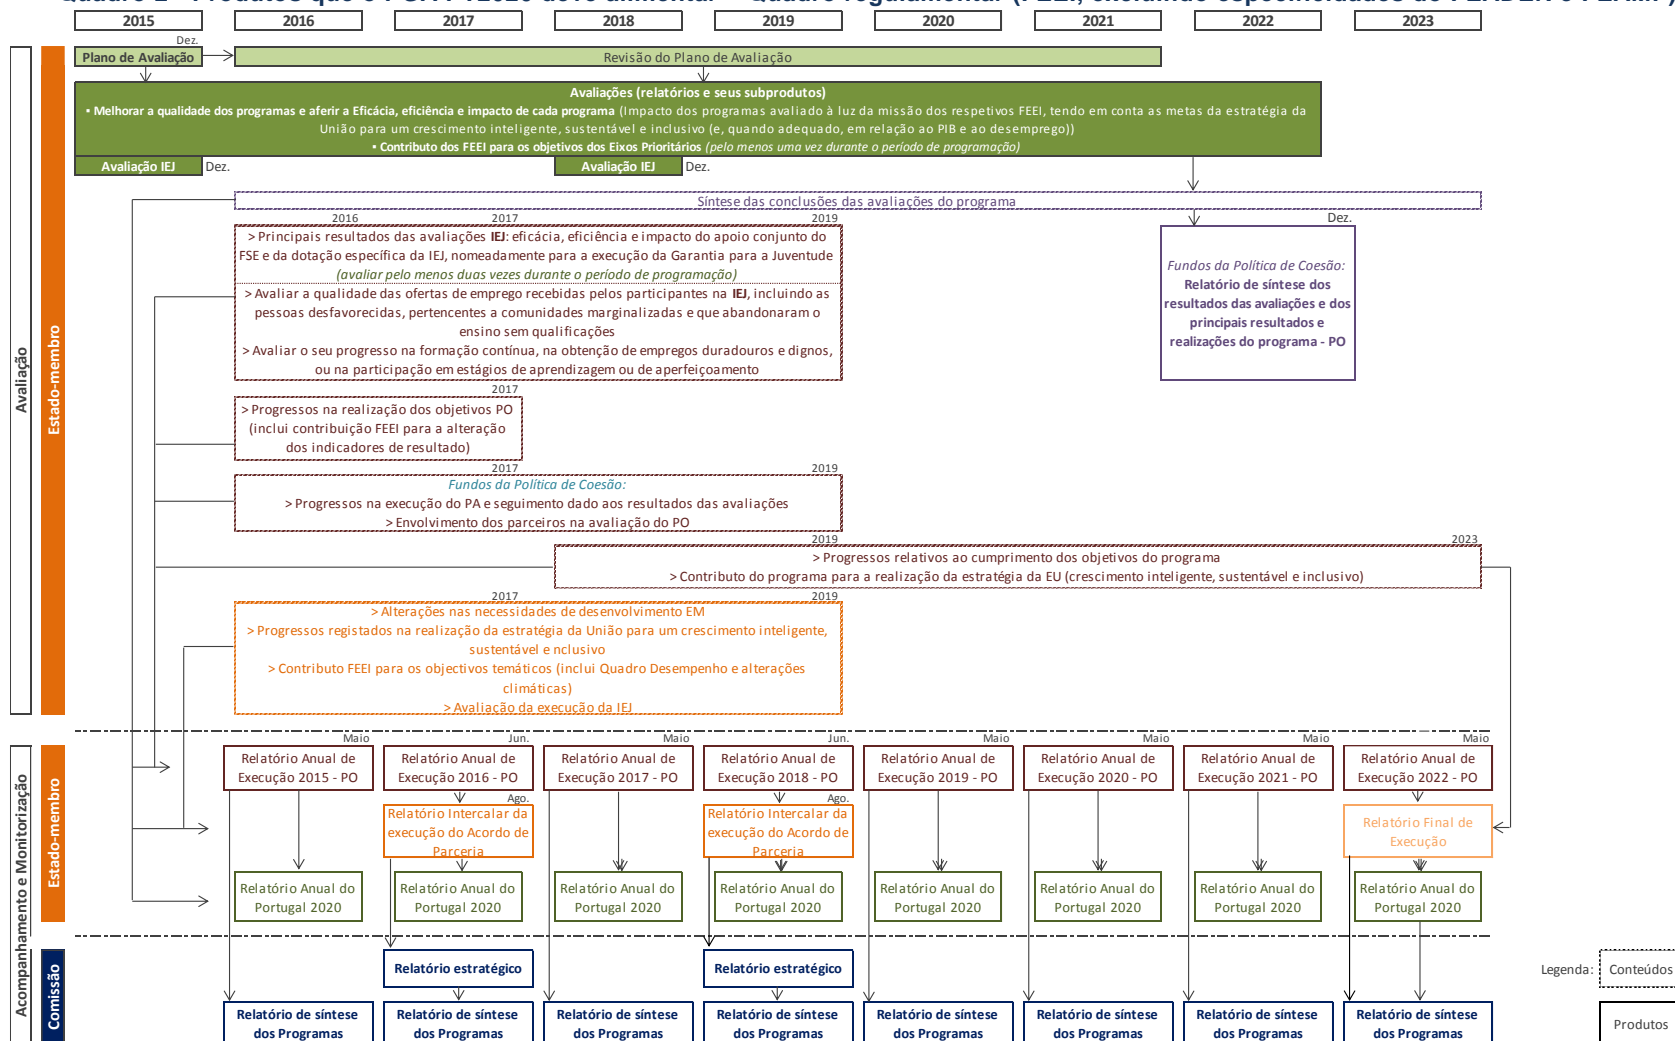 2015 2016 2017 2018 2019 2020 2021 2022 2023
Dez.
Plano de Avaliação
Revisão do Plano de Avaliação
Avaliações (relatórios e seus subprodutos)
▪ Melhorar a qualidade dos programas e aferir a Eficácia, eficiência e impacto de cada programa (Impacto dos programas avaliado à luz da missão dos respetivos FEEI, tendo em conta as metas da estratégia da
União para um crescimento inteligente, sustentável e inclusivo (e, quando adequado, em relação ao PIB e ao desemprego))
▪ Contributo dos FEEI para os objetivos dos Eixos Prioritários (pelo menos uma vez durante o período de programação)
Avaliação IEJ Dez.
Avaliação IEJ Dez.
Síntese das conclusões das avaliações do programa
2016 2017 2019
> Principais resultados das avaliações IEJ: eficácia, eficiência e impacto do apoio conjunto do
FSE e da dotação específica da IEJ, nomeadamente para a execução da Garantia para a Juventude
(avaliar pelo menos duas vezes durante o período de programação)
> Avaliar a qualidade das ofertas de emprego recebidas pelos participantes na IEJ, incluindo as
pessoas desfavorecidas, pertencentes a comunidades marginalizadas e que abandonaram o
ensino sem qualificações
> Avaliar o seu progresso na formação contínua, na obtenção de empregos duradouros e dignos,
ou na participação em estágios de aprendizagem ou de aperfeiçoamento
Dez.
Fundos da Política de Coesão:
Relatório de síntese dos
resultados das avaliações e dos
principais resultados e
realizações do programa - PO
2017
> Progressos na realização dos objetivos PO
(inclui contribuição FEEI para a alteração
dos indicadores de resultado)
2017 2019
Fundos da Política de Coesão:
> Progressos na execução do PA e seguimento dado aos resultados das avaliações
> Envolvimento dos parceiros na avaliação do PO
2019 2023
> Progressos relativos ao cumprimento dos objetivos do programa
> Contributo do programa para a realização da estratégia da EU (crescimento inteligente, sustentável e inclusivo)
2017 2019
> Alterações nas necessidades de desenvolvimento EM
> Progressos registados na realização da estratégia da União para um crescimento inteligente,
sustentável e nclusivo
> Contributo FEEI para os objectivos temáticos (inclui Quadro Desempenho e alterações
climáticas)
> Avaliação da execução da IEJ
Avaliação
Estado-membro
Maio Jun. Maio Jun. Maio Maio Maio Maio
Relatório Anual de Relatório Anual de Relatório Anual de Relatório Anual de Relatório Anual de Relatório Anual de Relatório Anual de Relatório Anual de
Execução 2015 - PO Execução 2016 - PO Execução 2017 - PO Execução 2018 - PO Execução 2019 - PO Execução 2020 - PO Execução 2021 - PO Execução 2022 - PO
Ago. Ago.
Relatório Intercalar da Relatório Intercalar da
execução do Acordo de execução do Acordo de
Parceria Parceria
Relatório Final de
Execução
Relatório Anual do Relatório Anual do Relatório Anual do Relatório Anual do Relatório Anual do Relatório Anual do Relatório Anual do Relatório Anual do
Portugal 2020 Portugal 2020 Portugal 2020 Portugal 2020 Portugal 2020 Portugal 2020 Portugal 2020 Portugal 2020
Acompanhamento e Monitorização
Estado-membro
Comissão
Relatório estratégico Relatório estratégico
Relatório de síntese Relatório de síntese Relatório de síntese Relatório de síntese Relatório de síntese Relatório de síntese Relatório de síntese Relatório de síntese
dos Programas dos Programas dos Programas dos Programas dos Programas dos Programas dos Programas dos Programas
Legenda: Conteúdos
Produtos